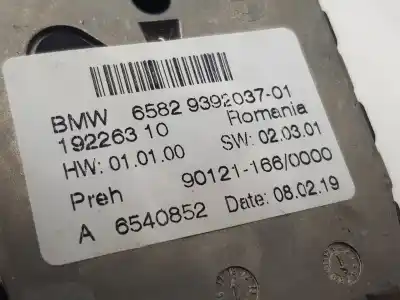 BMW 6582 9392037-01
19226310 Romania
HW: 01.01.00 SW: 02.03.01
Preh 90121-166/0000
A 6540852 Date: 08.02.19